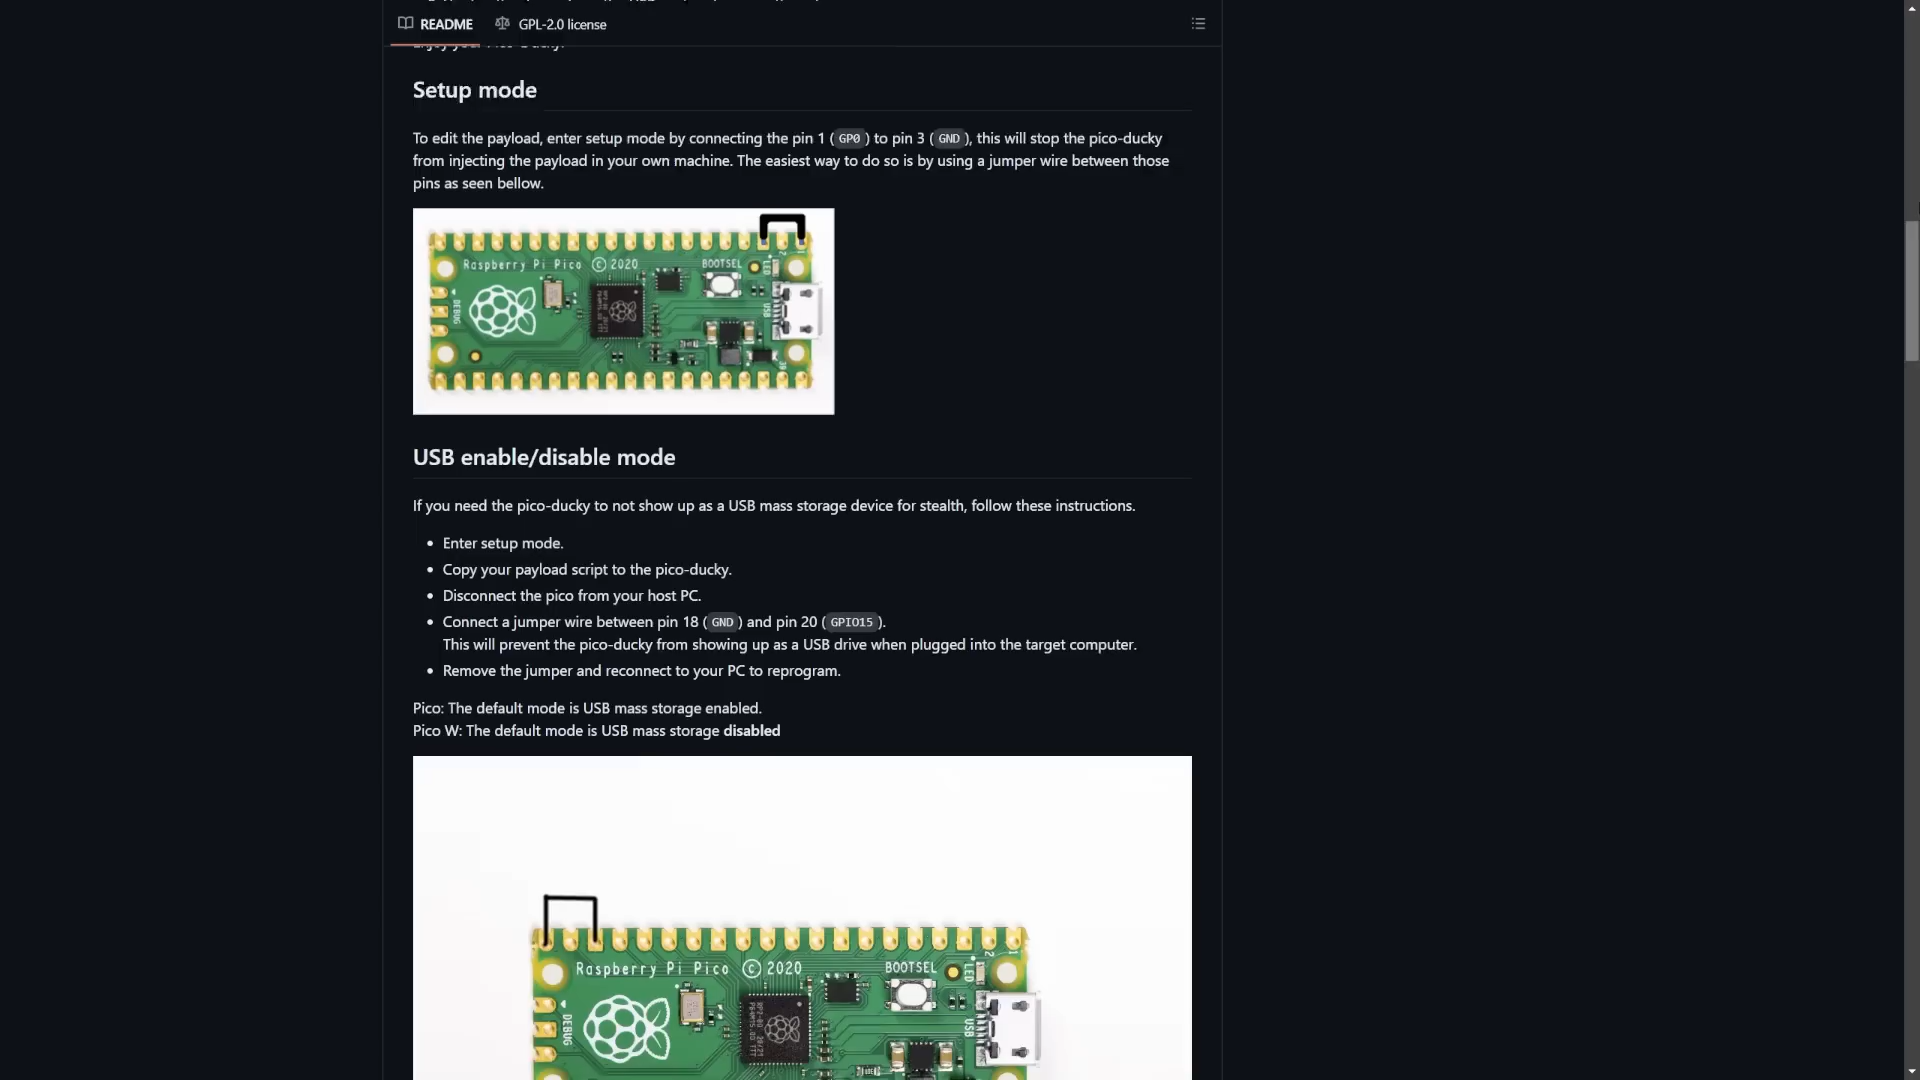 README GPL-2.0 license
Setup mode
To edit the payload, enter setup mode by connecting the pin 1 (GP0) to pin 3 (GND), this will stop the pico-ducky
from injecting the payload in your own machine. The easiest way to do so is by using a jumper wire between those
pins as seen bellow.
Raspberry Pi Pico © 2020 BOOTSEL
LED
2
DEBUG
USB
39
USB enable/disable mode
If you need the pico-ducky to not show up as a USB mass storage device for stealth, follow these instructions.
• Enter setup mode.
• Copy your payload script to the pico-ducky.
• Disconnect the pico from your host PC.
• Connect a jumper wire between pin 18 (GND) and pin 20 (GPIO15).
This will prevent the pico-ducky from showing up as a USB drive when plugged into the target computer.
• Remove the jumper and reconnect to your PC to reprogram.
Pico: The default mode is USB mass storage enabled.
Pico W: The default mode is USB mass storage disabled
2 1
Raspberry Pi Pico © 2020 BOOTSEL
LED
DEBUG
USB